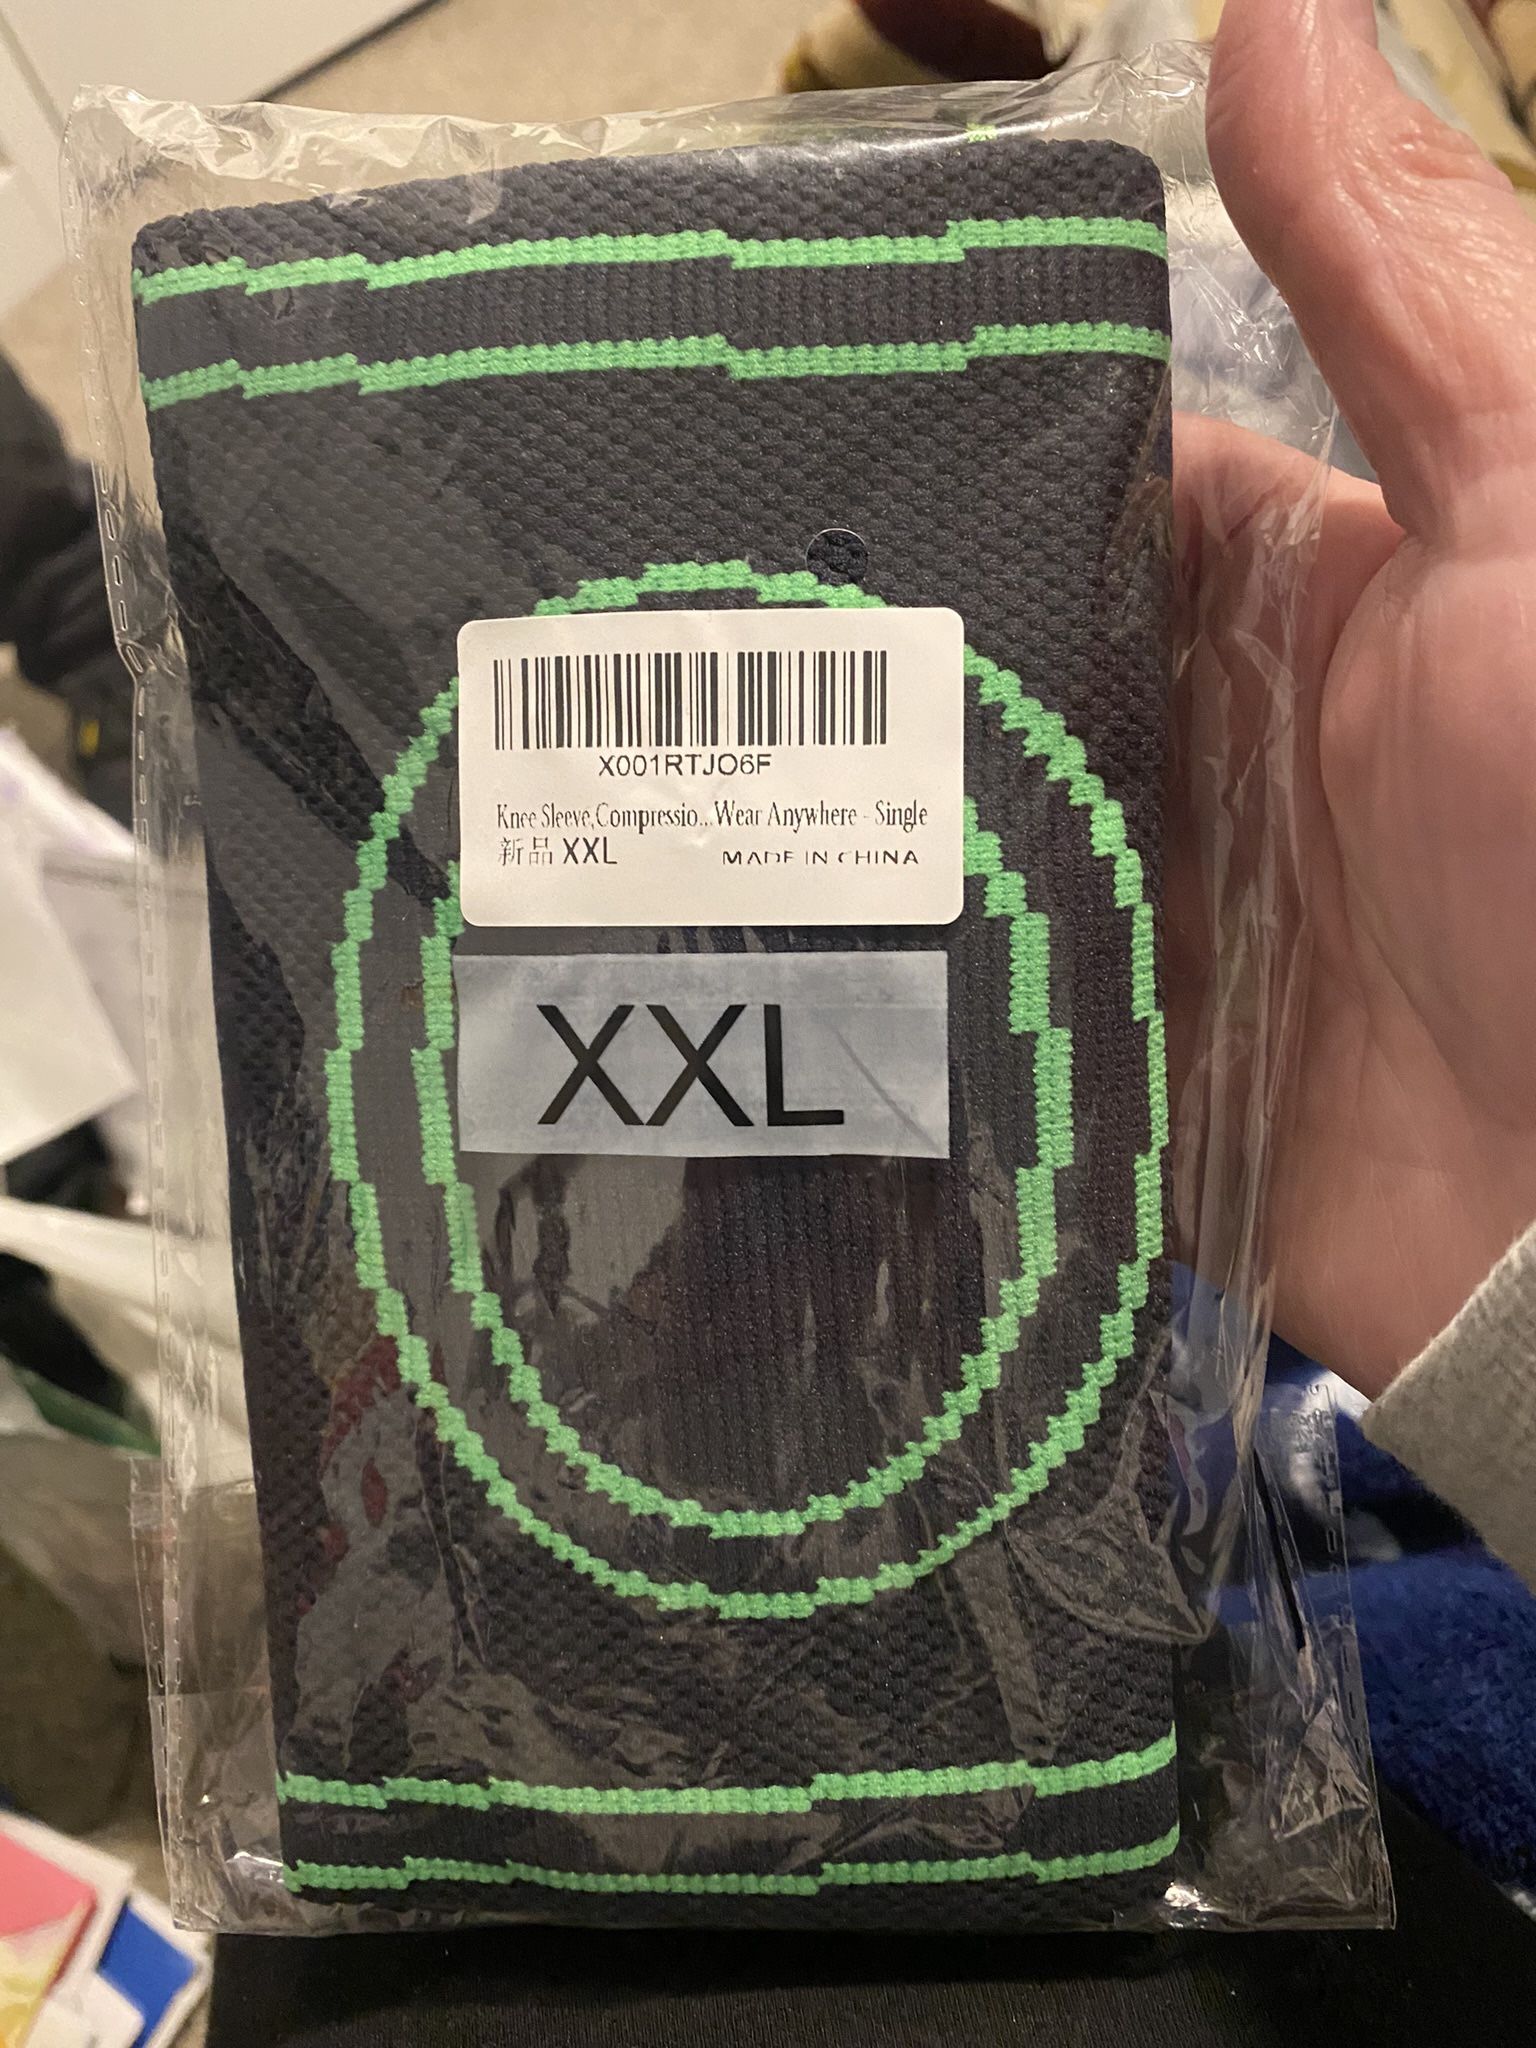 X001RTJO6F
Knee Sleeve,Compressio...Wear Anywhere - Single
新品 XXL MADE IN CHINA
XXL